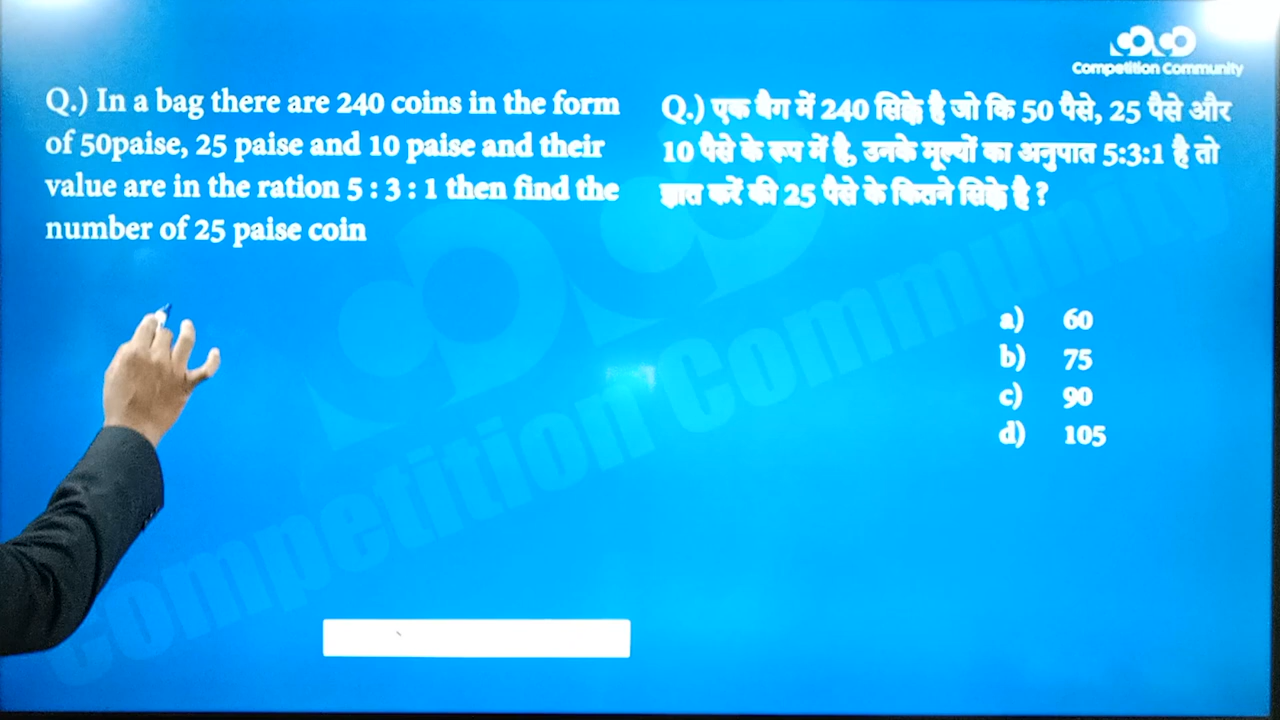 Competition Community
Q.) In a bag there are 240 coins in the form
of 50paise, 25 paise and 10 paise and their
value are in the ration 5 : 3 : 1 then find the
number of 25 paise coin
Q.) एक बैग में 240 सिक्के है जो कि 50 पैसे, 25 पैसे और
10 पैसे के रूप में है, उनके मूल्यों का अनुपात 5:3:1 है तो
ज्ञात करें की 25 पैसे के कितने सिक्के है ?
a) 60
b) 75
c) 90
d) 105
Competition Community